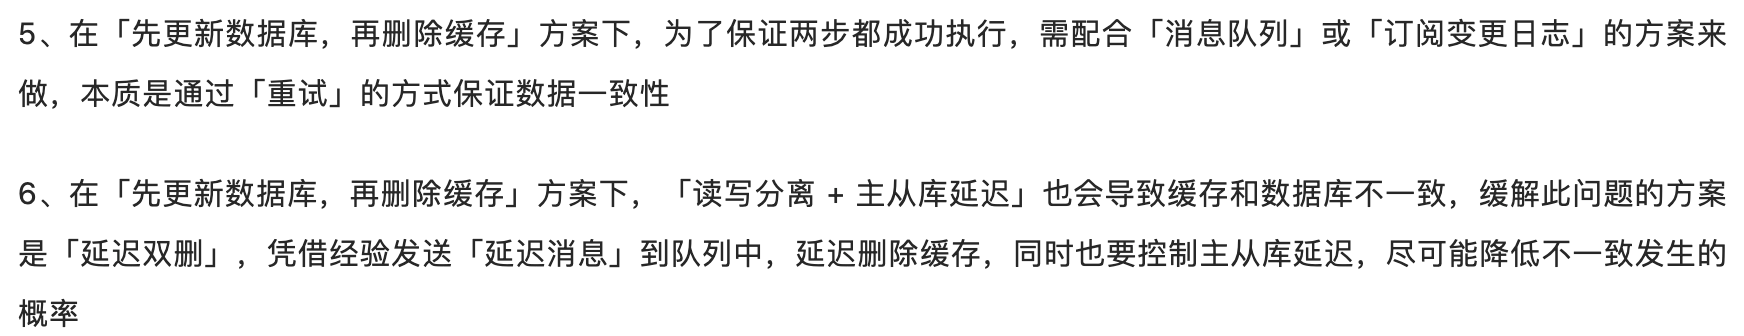 5、在「先更新数据库，再删除缓存」方案下，为了保证两步都成功执行，需配合「消息队列」或「订阅变更日志」的方案来
做，本质是通过「重试」的方式保证数据一致性
6、在「先更新数据库，再删除缓存」方案下，「读写分离 + 主从库延迟」也会导致缓存和数据库不一致，缓解此问题的方案
是「延迟双删」，凭借经验发送「延迟消息」到队列中，延迟删除缓存，同时也要控制主从库延迟，尽可能降低不一致发生的
概率